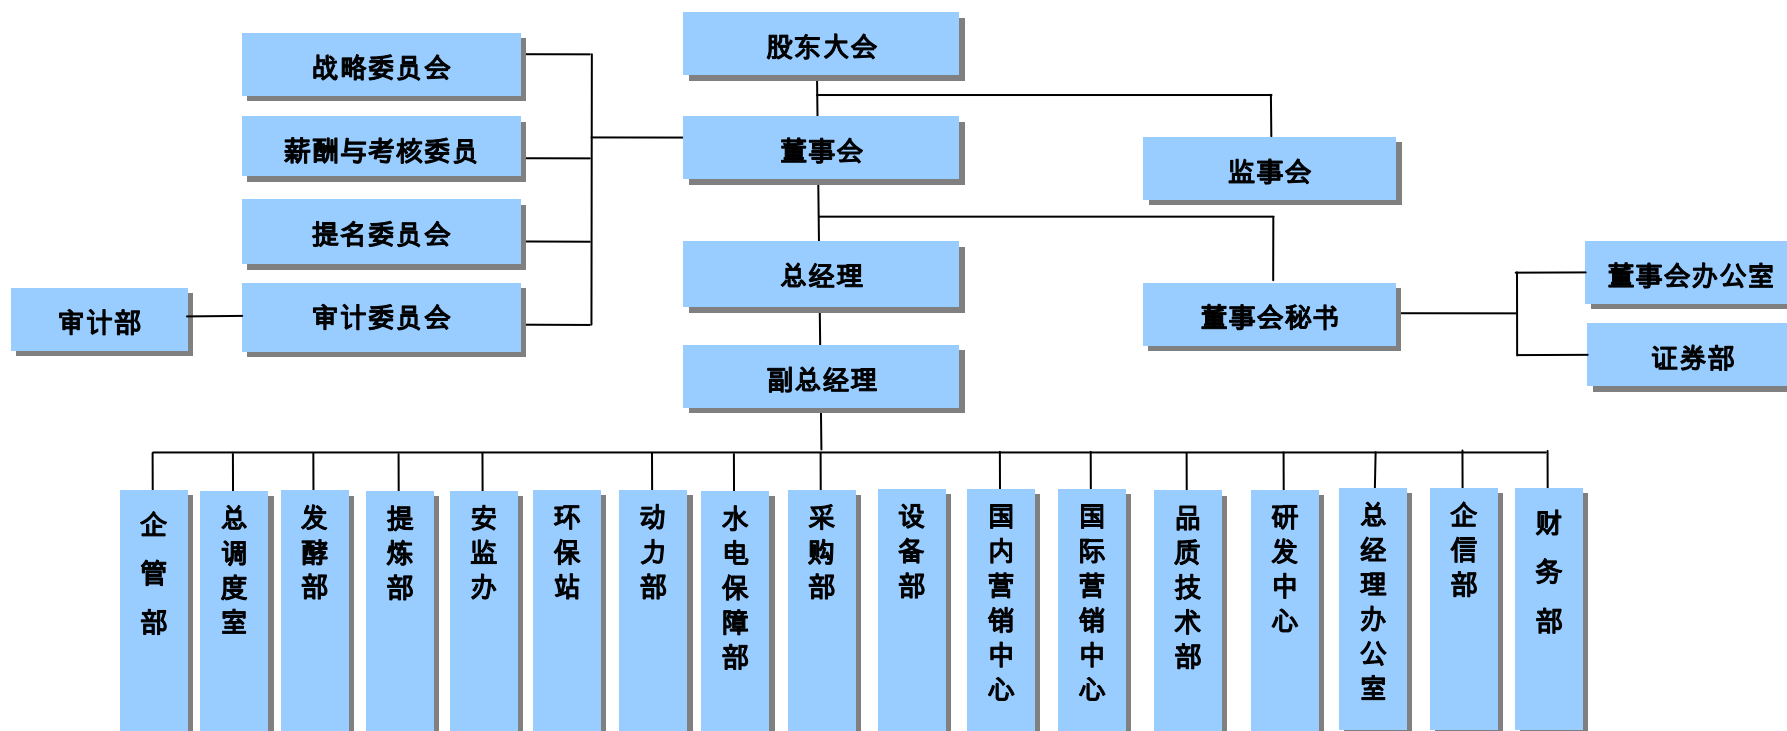 股东大会
战略委员会
薪酬与考核委员
董事会
监事会
提名委员会
总经理
董事会办公室
审计部
审计委员会
董事会秘书
证券部
副总经理
企管部
总调度室
发酵部
提炼部
安监办
环保站
动力部
水电保障部
采购部
设备部
国内营销中心
国际营销中心
品质技术部
研发中心
总经理办公室
企信部
财务部